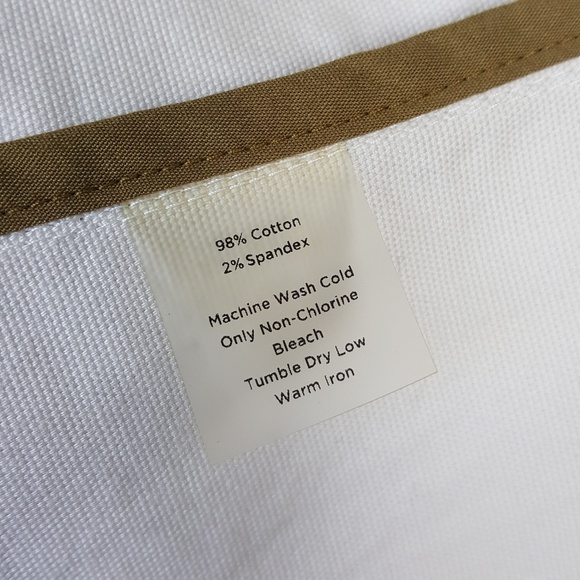 98% Cotton
2% Spandex
Machine Wash Cold
Only Non-Chlorine
Bleach
Tumble Dry Low
Warm Iron